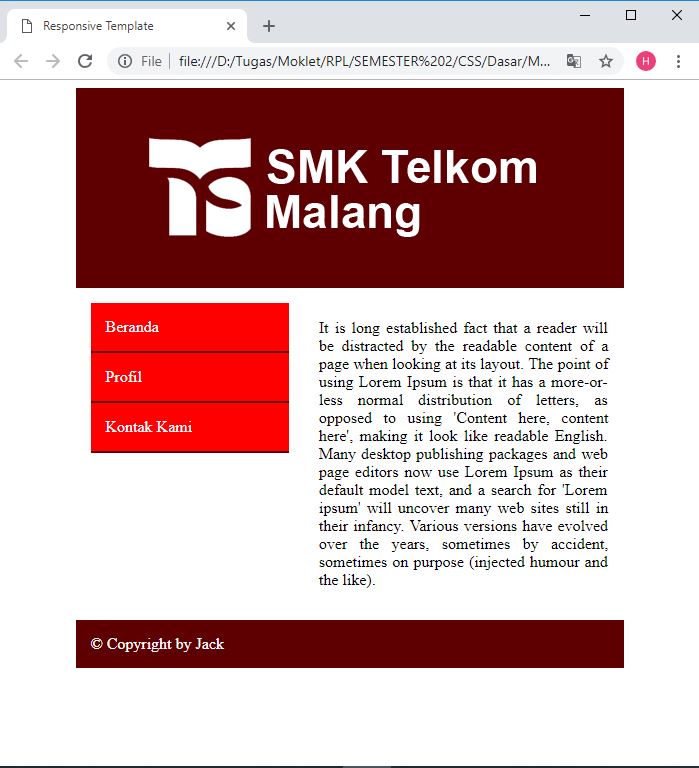 Responsive Template
File | file:///D:/Tugas/Moklet/RPL/SEMESTER%202/CSS/Dasar/M...
H
SMK Telkom
Malang
Beranda
Profil
Kontak Kami
It is long established fact that a reader will
be distracted by the readable content of a
page when looking at its layout. The point of
using Lorem Ipsum is that it has a more-or-
less normal distribution of letters, as
opposed to using 'Content here, content
here', making it look like readable English.
Many desktop publishing packages and web
page editors now use Lorem Ipsum as their
default model text, and a search for 'Lorem
ipsum' will uncover many web sites still in
their infancy. Various versions have evolved
over the years, sometimes by accident,
sometimes on purpose (injected humour and
the like).
© Copyright by Jack